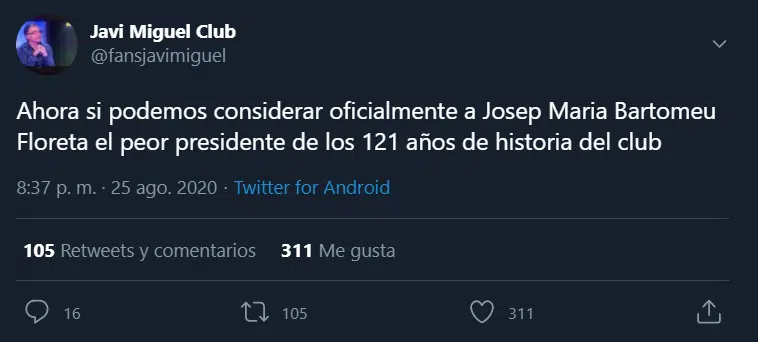 Javi Miguel Club
@fansjavimiguel
Ahora si podemos considerar oficialmente a Josep Maria Bartomeu
Floreta el peor presidente de los 121 años de historia del club
8:37 p. m. · 25 ago. 2020 · Twitter for Android
105 Retweets y comentarios 311 Me gusta
16 105 311